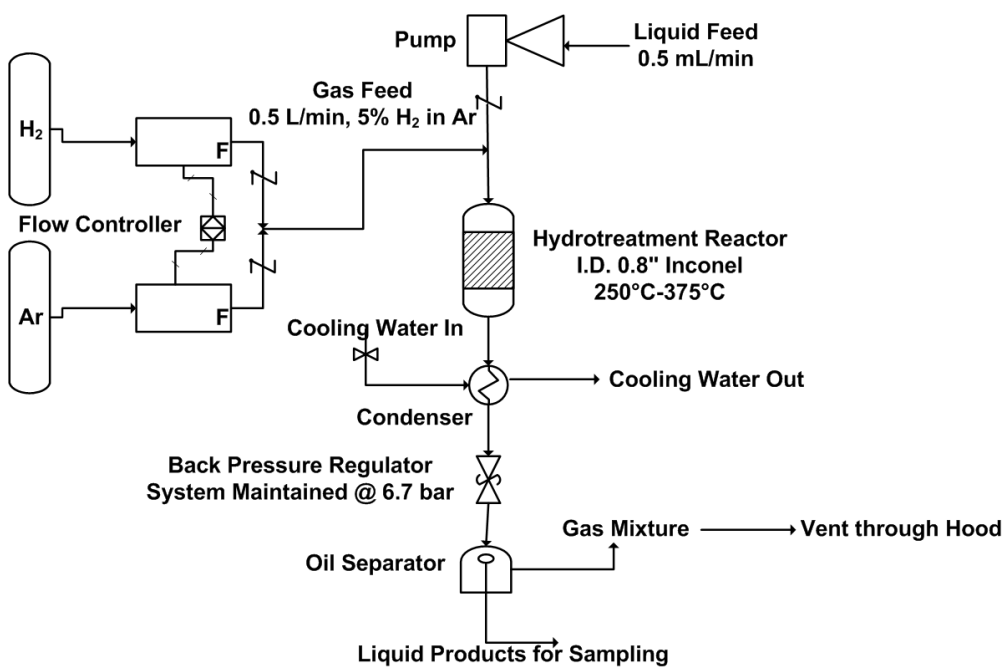 Pump
Liquid Feed
0.5 mL/min
Gas Feed
0.5 L/min, 5% H₂ in Ar
H₂
F
Flow Controller
Ar
F
Hydrotreatment Reactor
I.D. 0.8" Inconel
250°C-375°C
Cooling Water In
Cooling Water Out
Condenser
Back Pressure Regulator
System Maintained @ 6.7 bar
Gas Mixture
Vent through Hood
Oil Separator
Liquid Products for Sampling